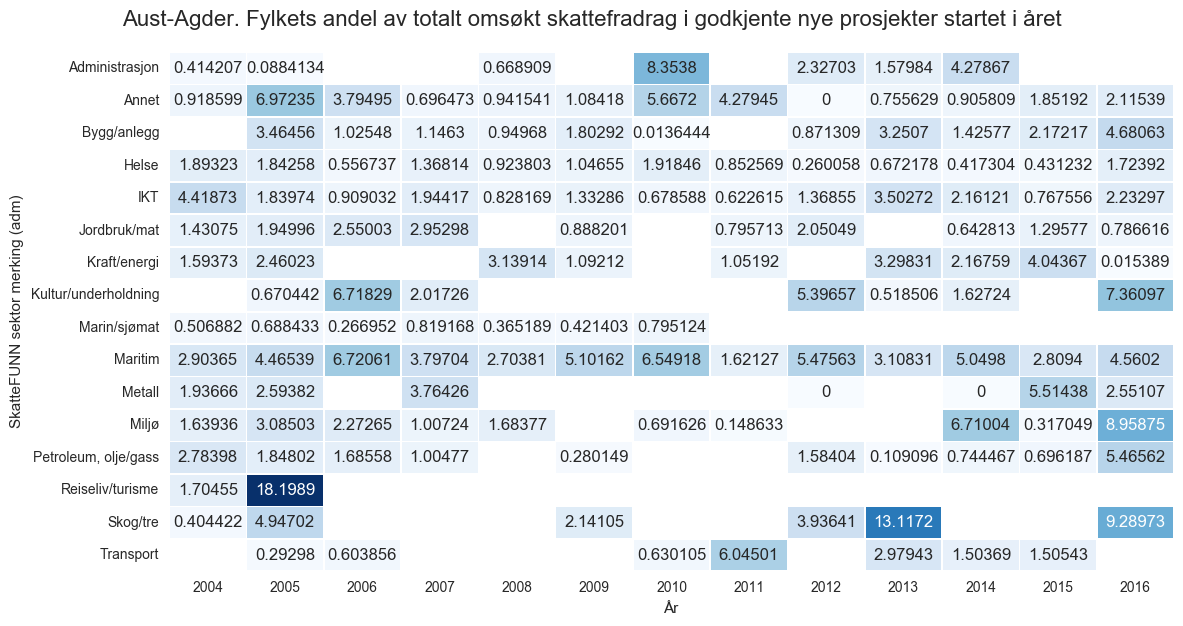 Aust-Agder. Fylkets andel av totalt omsøkt skattefradrag i godkjente nye prosjekter startet i året
SkatteFUNN sektor merking (adm)
Administrasjon 0.414207 0.0884134 0.668909 8.3538 2.32703 1.57984 4.27867
Annet 0.918599 6.97235 3.79495 0.696473 0.941541 1.08418 5.6672 4.27945 0 0.755629 0.905809 1.85192 2.11539
Bygg/anlegg 3.46456 1.02548 1.1463 0.94968 1.80292 0.0136444 0.871309 3.2507 1.42577 2.17217 4.68063
Helse 1.89323 1.84258 0.556737 1.36814 0.923803 1.04655 1.91846 0.852569 0.260058 0.672178 0.417304 0.431232 1.72392
IKT 4.41873 1.83974 0.909032 1.94417 0.828169 1.33286 0.678588 0.622615 1.36855 3.50272 2.16121 0.767556 2.23297
Jordbruk/mat 1.43075 1.94996 2.55003 2.95298 0.888201 0.795713 2.05049 0.642813 1.29577 0.786616
Kraft/energi 1.59373 2.46023 3.13914 1.09212 1.05192 3.29831 2.16759 4.04367 0.015389
Kultur/underholdning 0.670442 6.71829 2.01726 5.39657 0.518506 1.62724 7.36097
Marin/sjømat 0.506882 0.688433 0.266952 0.819168 0.365189 0.421403 0.795124
Maritim 2.90365 4.46539 6.72061 3.79704 2.70381 5.10162 6.54918 1.62127 5.47563 3.10831 5.0498 2.8094 4.5602
Metall 1.93666 2.59382 3.76426 0 0 5.51438 2.55107
Miljø 1.63936 3.08503 2.27265 1.00724 1.68377 0.691626 0.148633 6.71004 0.317049 8.95875
Petroleum, olje/gass 2.78398 1.84802 1.68558 1.00477 0.280149 1.58404 0.109096 0.744467 0.696187 5.46562
Reiseliv/turisme 1.70455 18.1989
Skog/tre 0.404422 4.94702 2.14105 3.93641 13.1172 9.28973
Transport 0.29298 0.603856 0.630105 6.04501 2.97943 1.50369 1.50543
2004 2005 2006 2007 2008 2009 2010 2011 2012 2013 2014 2015 2016
År